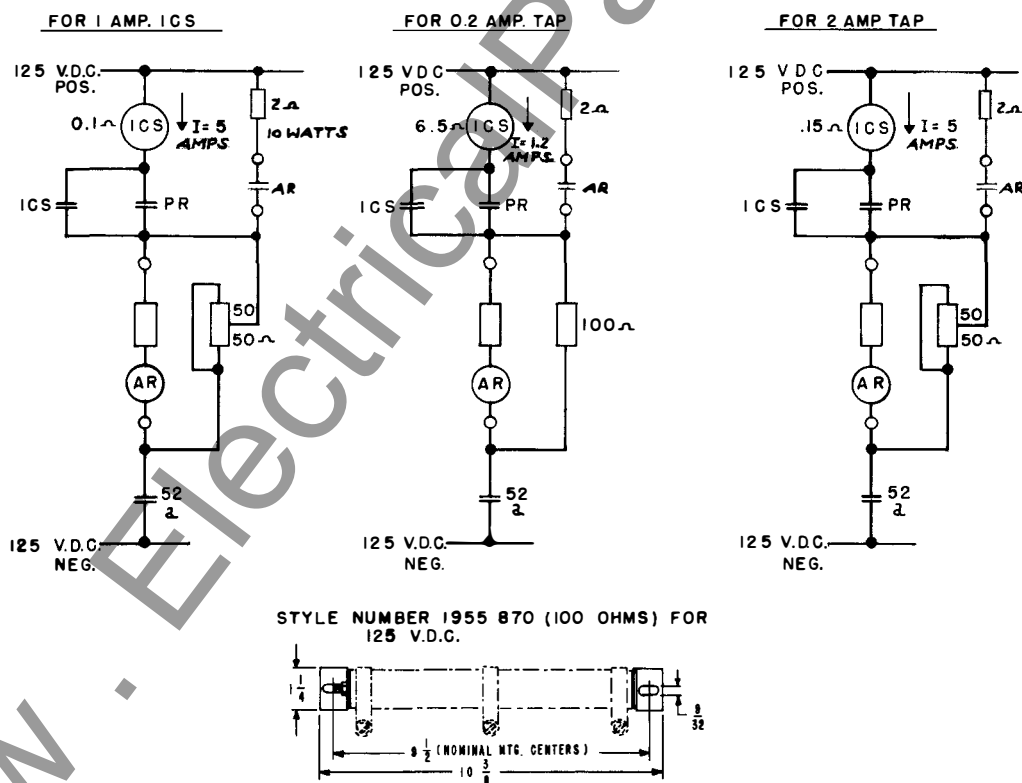 FOR 1 AMP. ICS
125 V.D.C.
POS.
0.1Ω
ICS
I= 5
AMPS.
2Ω
10 WATTS
AR
ICS
PR
50
50Ω
AR
52
a
125 V.D.C.
NEG.
FOR 0.2 AMP. TAP
125 VDC
POS.
6.5Ω
ICS
I= 1.2
AMPS.
2Ω
AR
ICS
PR
100Ω
AR
52
a
125 V.D.C.
NEG.
FOR 2 AMP TAP
125 V DC
POS.
.15Ω
ICS
I= 5
AMPS.
2Ω
AR
ICS
PR
50
50Ω
AR
52
a
125 V.D.C.
NEG.
STYLE NUMBER 1955 870 (100 OHMS) FOR
125 V.D.C.
1 1/4
9/32
9 1/2 (NOMINAL MTG. CENTERS)
10 3/8
w . ElectricalPa